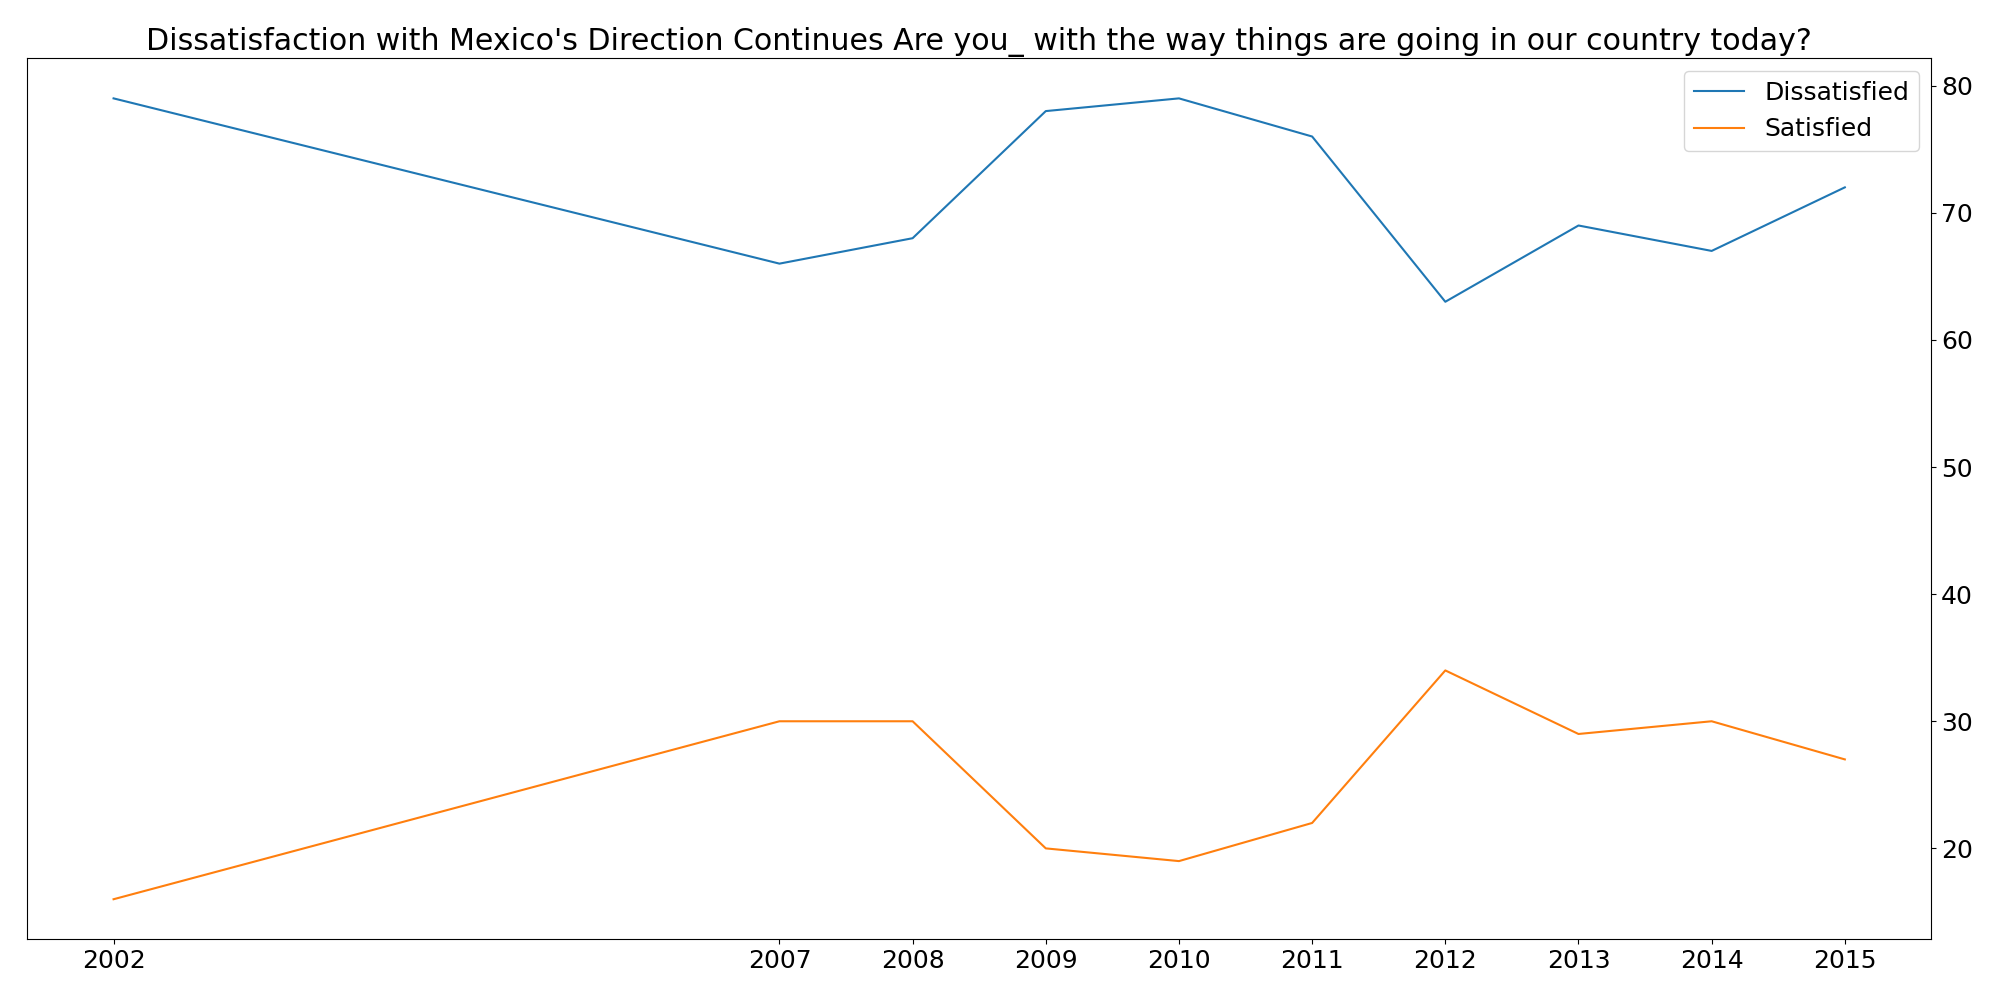 Dissatisfaction with Mexico's Direction Continues Are you_ with the way things are going in our country today?
Dissatisfied
Satisfied
80
70
60
50
40
30
20
2002 2007 2008 2009 2010 2011 2012 2013 2014 2015